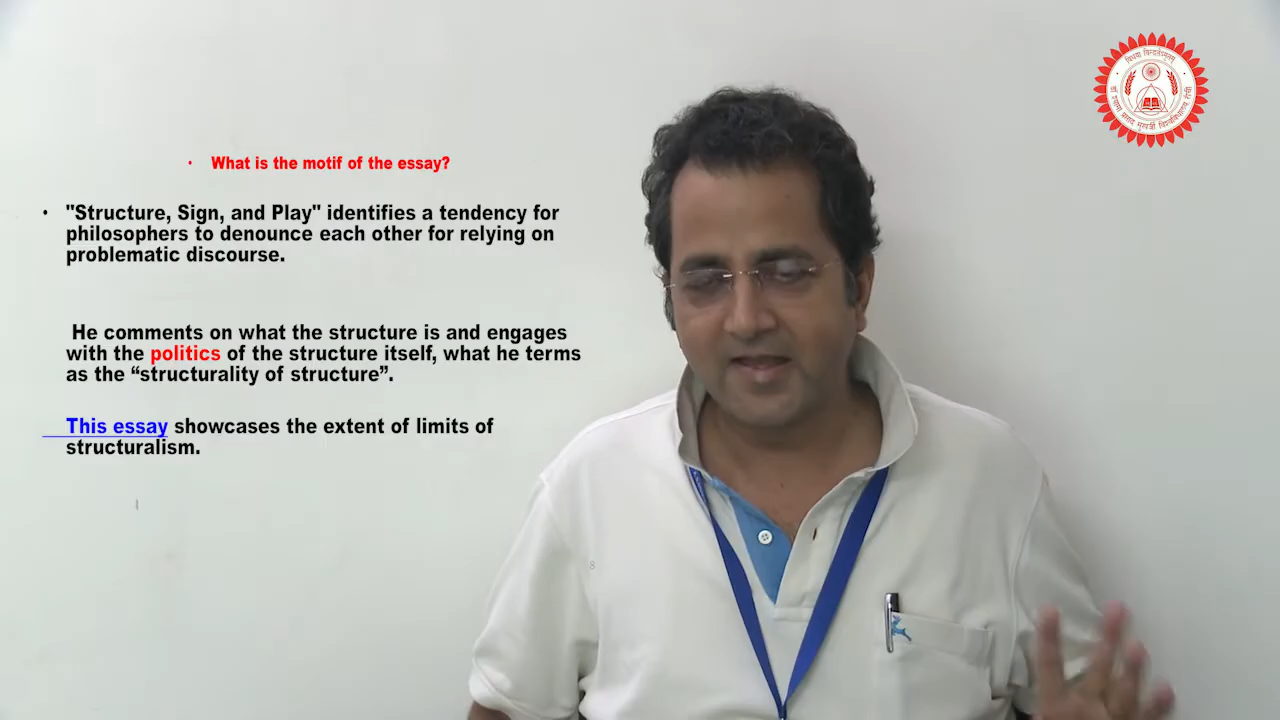 • What is the motif of the essay?
• "Structure, Sign, and Play" identifies a tendency for
philosophers to denounce each other for relying on
problematic discourse.
He comments on what the structure is and engages
with the politics of the structure itself, what he terms
as the “structurality of structure”.
This essay showcases the extent of limits of
structuralism.
8